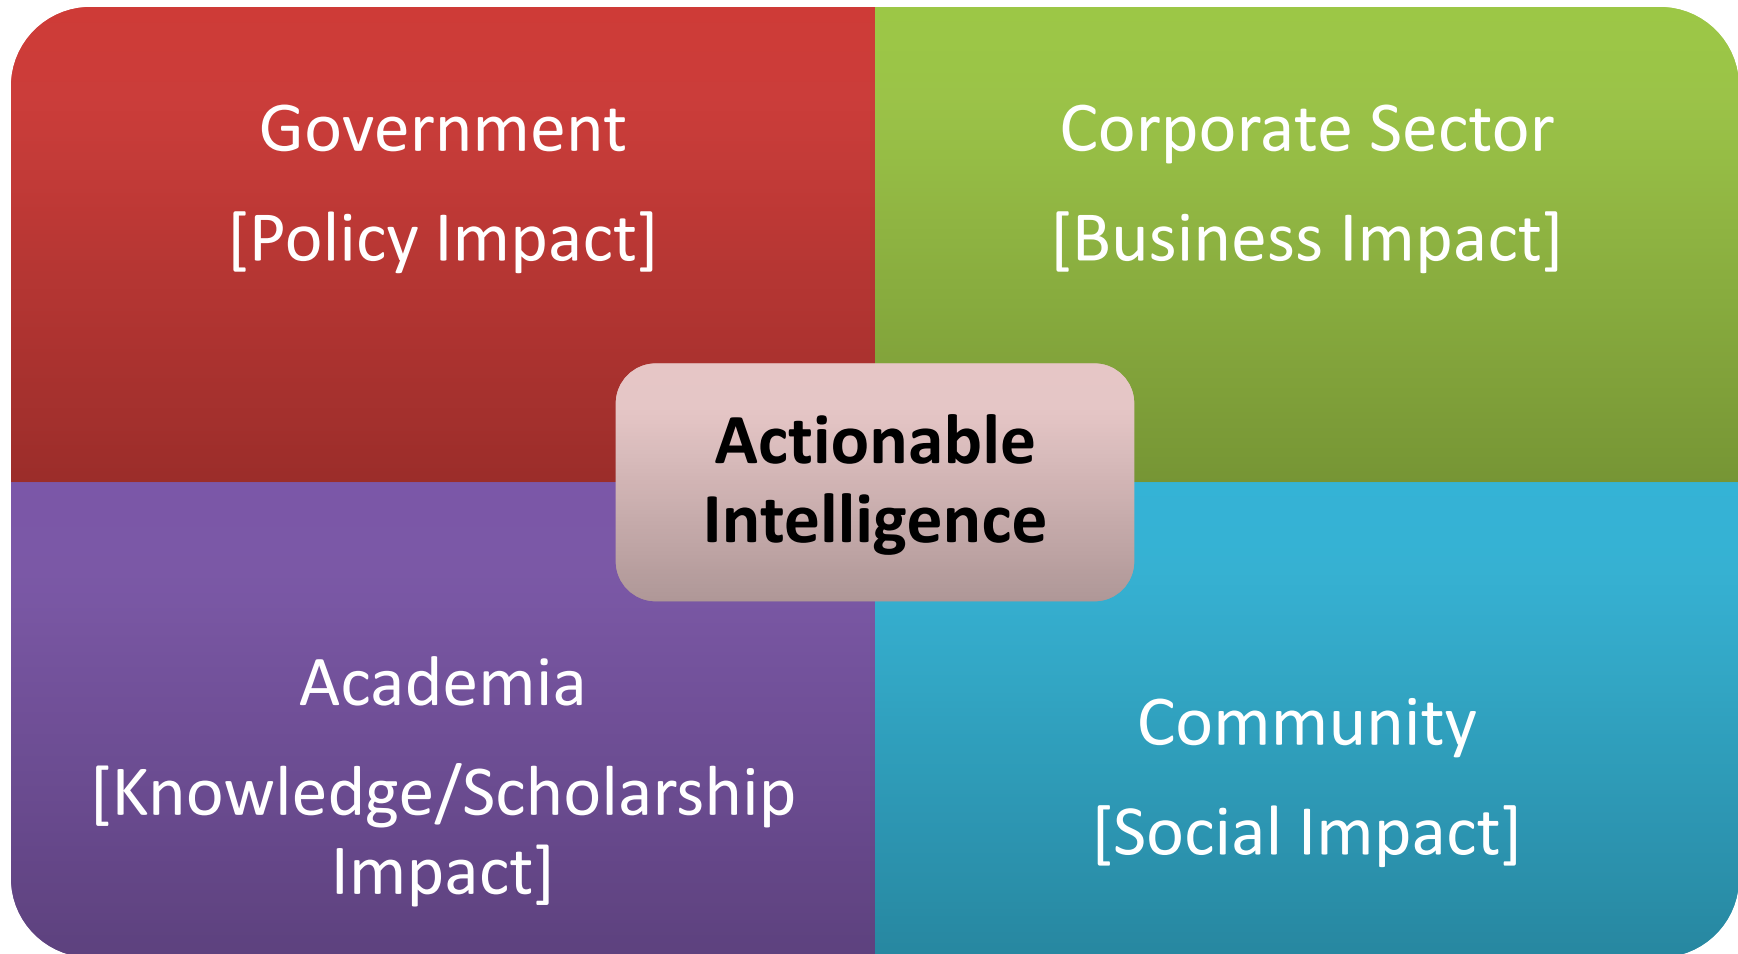 Government
[Policy Impact]
Corporate Sector
[Business Impact]
Actionable
Intelligence
Academia
[Knowledge/Scholarship
Impact]
Community
[Social Impact]